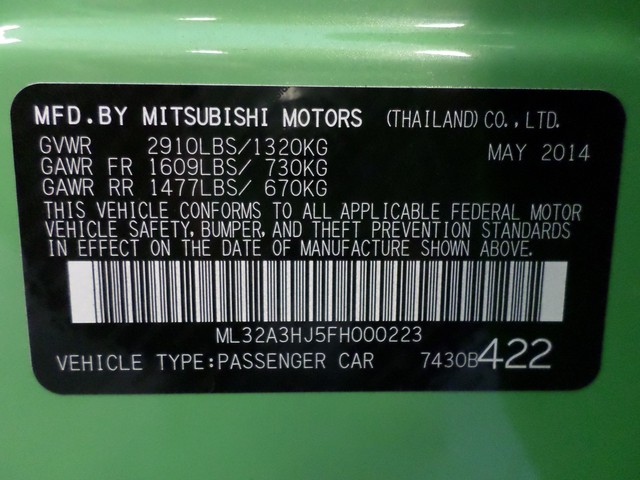 MFD.BY MITSUBISHI MOTORS (THAILAND) CO., LTD.
GVWR 2910LBS/1320KG MAY 2014
GAWR FR 1609LBS/ 730KG
GAWR RR 1477LBS/ 670KG
THIS VEHICLE CONFORMS TO ALL APPLICABLE FEDERAL MOTOR
VEHICLE SAFETY, BUMPER, AND THEFT PREVENTION STANDARDS
IN EFFECT ON THE DATE OF MANUFACTURE SHOWN ABOVE.
ML32A3HJ5FH000223
VEHICLE TYPE:PASSENGER CAR 7430B422